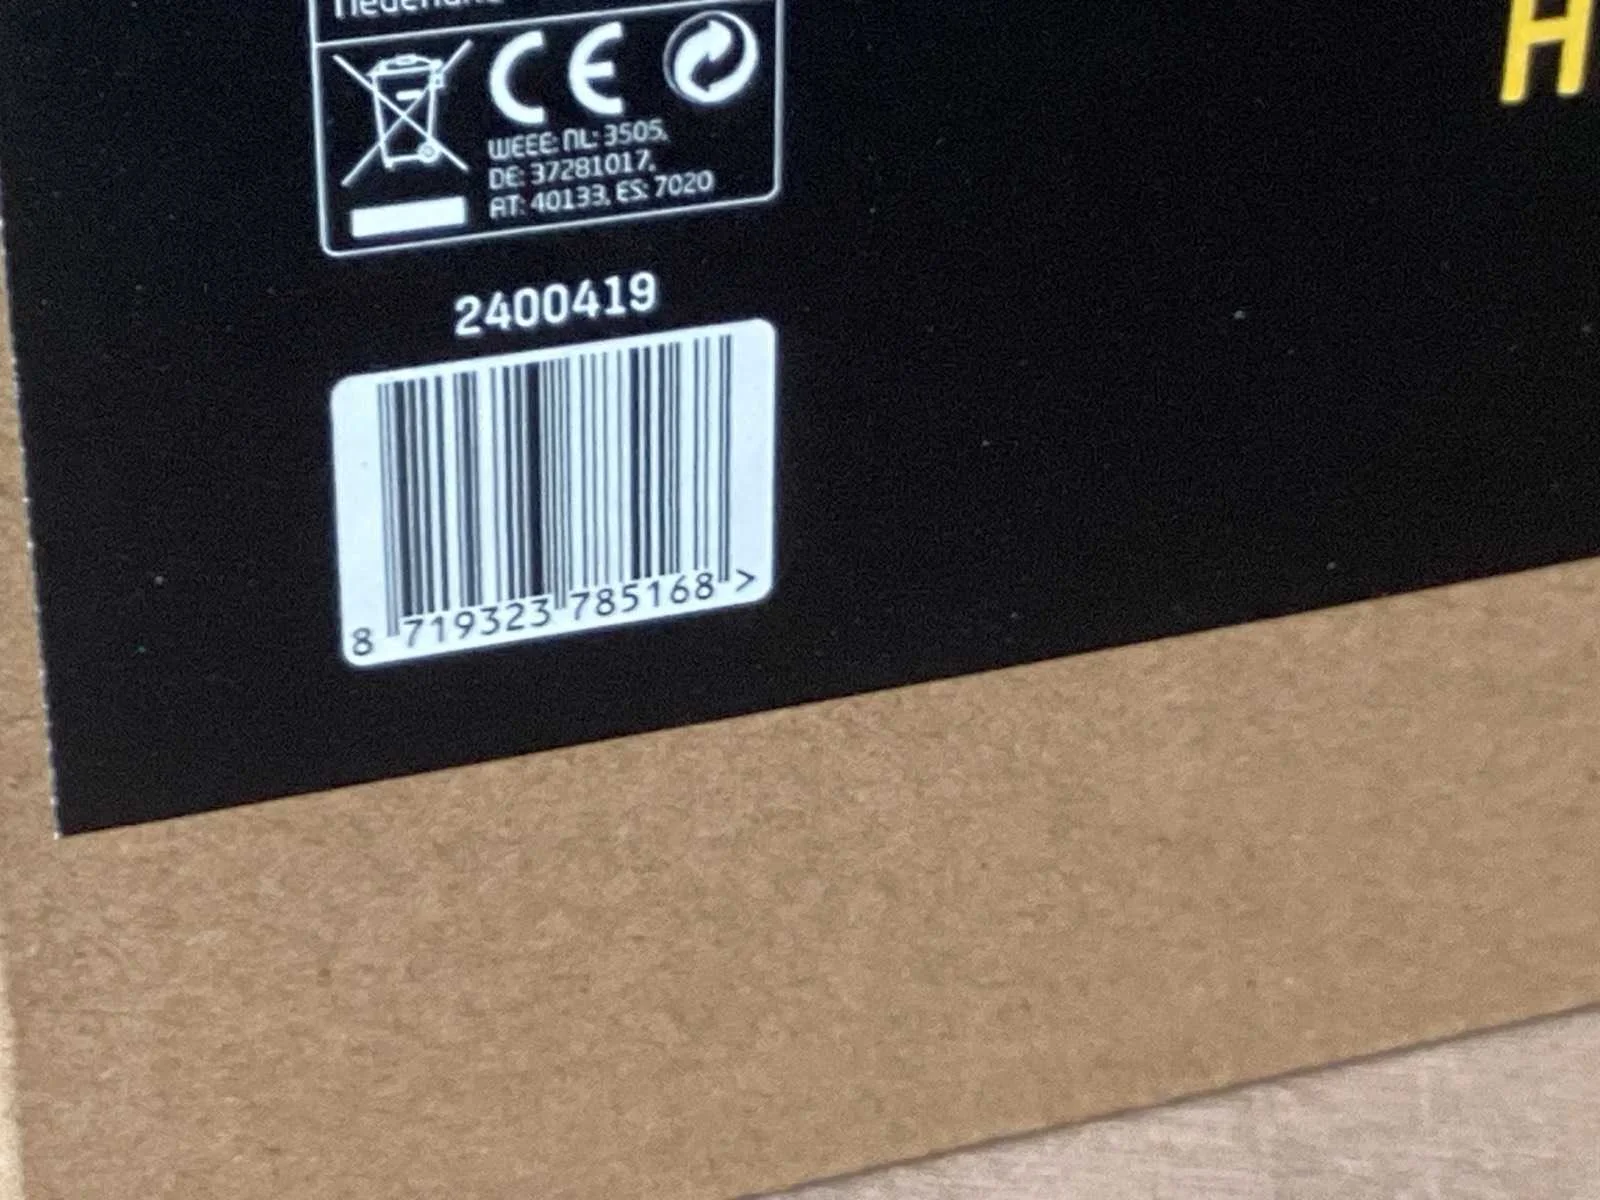 CE
WEEE: NL: 3505,
DE: 37281017,
AT: 40133, ES: 7020
2400419
8 719323 785168 >
H